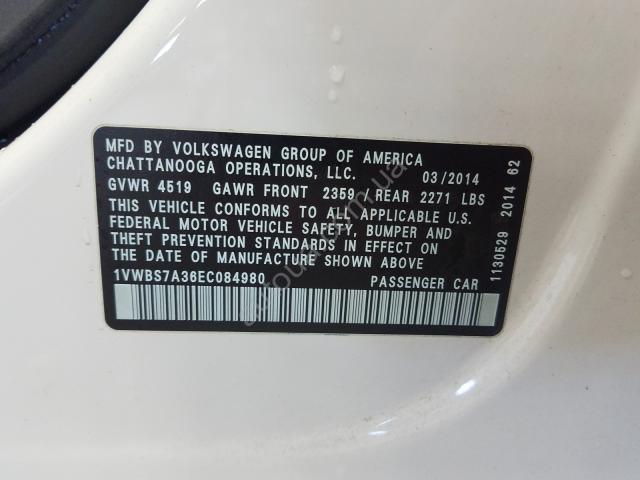 MFD BY VOLKSWAGEN GROUP OF AMERICA
CHATTANOOGA OPERATIONS, LLC. 03/2014
GVWR 4519 GAWR FRONT 2359 / REAR 2271 LBS
THIS VEHICLE CONFORMS TO ALL APPLICABLE U.S.
FEDERAL MOTOR VEHICLE SAFETY, BUMPER AND
THEFT PREVENTION STANDARDS IN EFFECT ON
THE DATE OF MANUFACTURE SHOWN ABOVE.
1VWBS7A36EC084980 PASSENGER CAR
1130529 2014 62